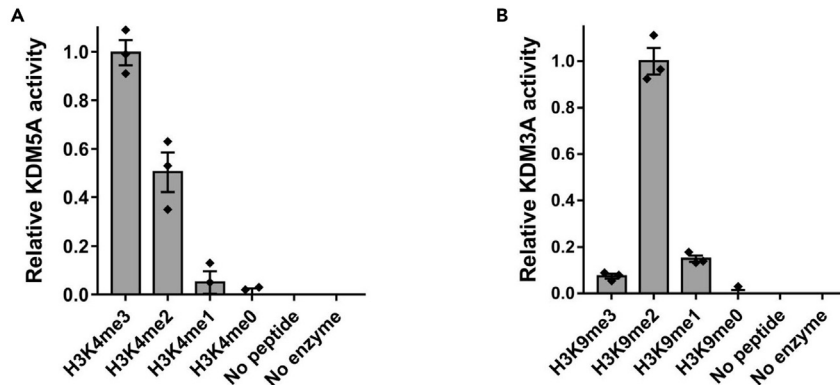 A
Relative KDM5A activity
1.0
0.8
0.6
0.4
0.2
0.0
H3K4me3
H3K4me2
H3K4me1
H3K4me0
No peptide
No enzyme
B
Relative KDM3A activity
1.0
0.8
0.6
0.4
0.2
0.0
H3K9me3
H3K9me2
H3K9me1
H3K9me0
No peptide
No enzyme